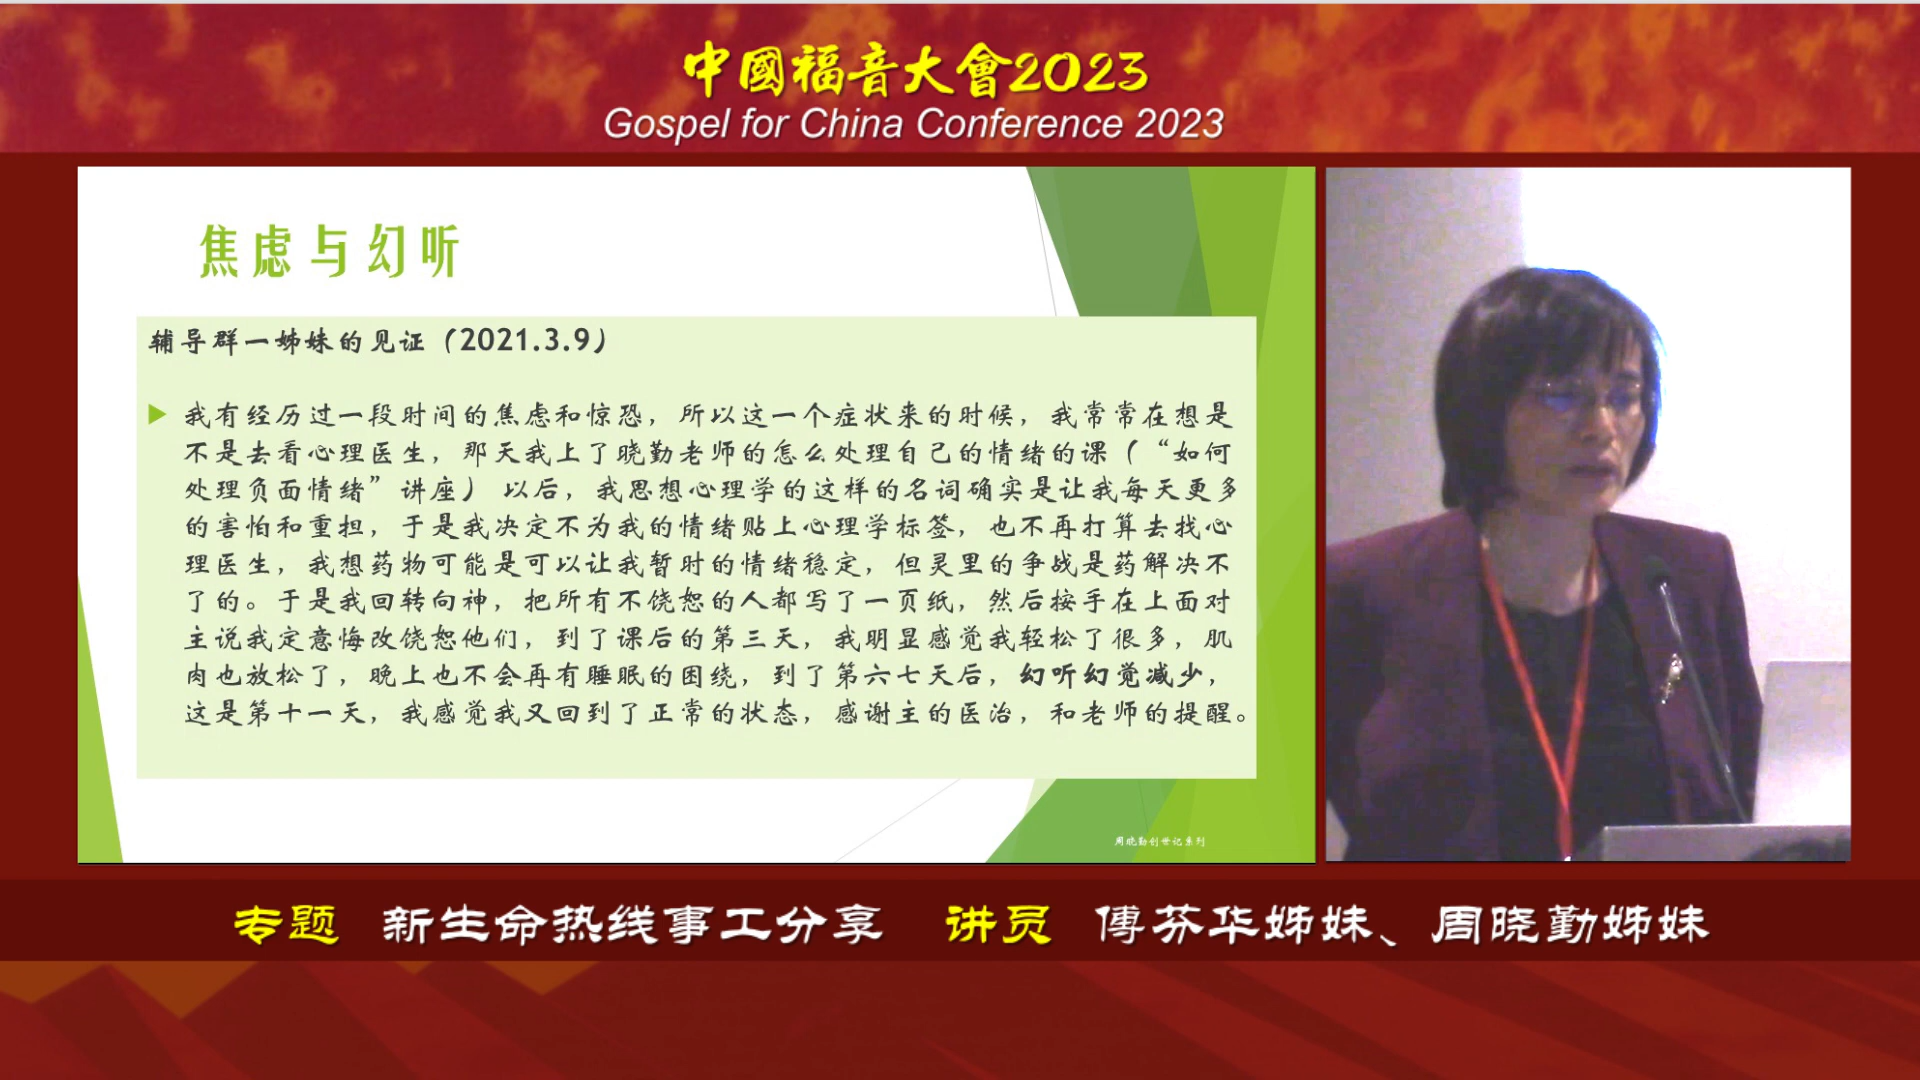 中國福音大會2023
Gospel for China Conference 2023
焦虑与幻听
辅导群一姊妹的见证（2021.3.9）
我有经历过一段时间的焦虑和惊恐，所以这一个症状来的时候，我常常在想是
不是去看心理医生，那天我上了晓勤老师的怎么处理自己的情绪的课（“如何
处理负面情绪”讲座） 以后，我思想心理学的这样的名词确实是让我每天更多
的害怕和重担，于是我决定不为我的情绪贴上心理学标签，也不再打算去找心
理医生，我想药物可能是可以让我暂时的情绪稳定，但灵里的争战是药解决不
了的。于是我回转向神，把所有不饶恕的人都写了一页纸，然后按手在上面对
主说我定意悔改饶恕他们，到了课后的第三天，我明显感觉我轻松了很多，肌
肉也放松了，晚上也不会再有睡眠的困绕，到了第六七天后，幻听幻觉减少，
这是第十一天，我感觉我又回到了正常的状态，感谢主的医治，和老师的提醒。
周晓勤创世记系列
专题 新生命热线事工分享 讲员 傅芬华姊妹、周晓勤姊妹